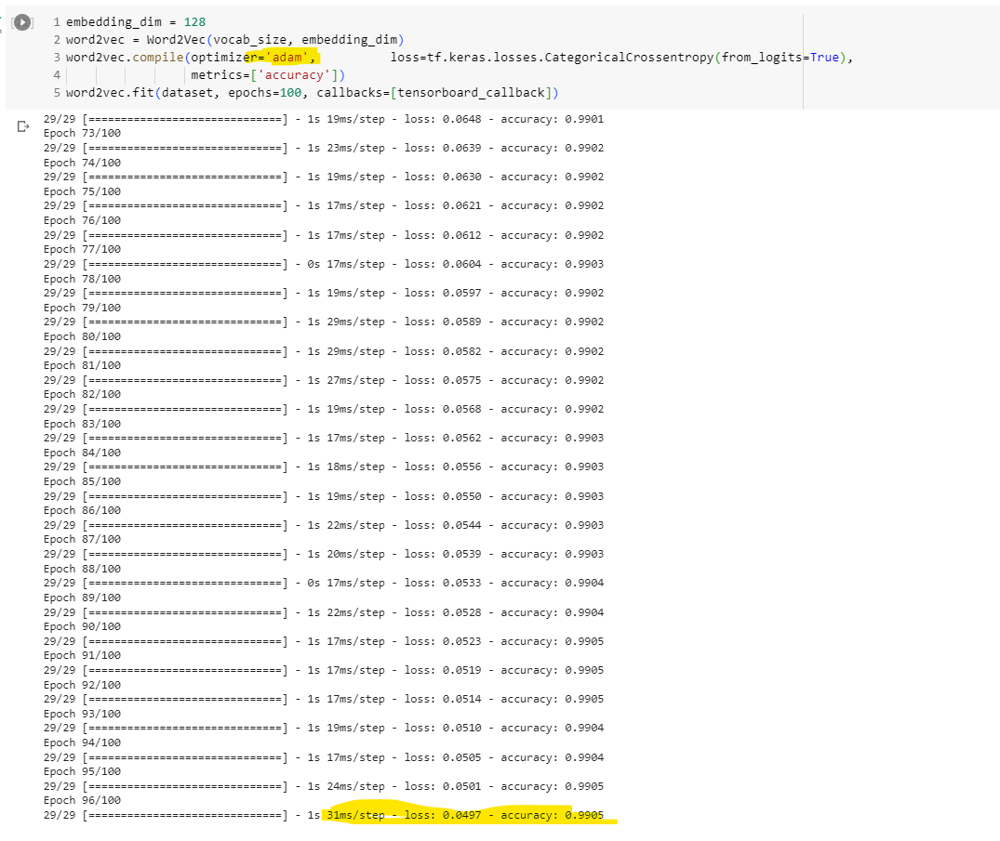 1 embedding_dim = 128
2 word2vec = Word2Vec(vocab_size, embedding_dim)
3 word2vec.compile(optimizer='adam', loss=tf.keras.losses.CategoricalCrossentropy(from_logits=True),
4 metrics=['accuracy'])
5 word2vec.fit(dataset, epochs=100, callbacks=[tensorboard_callback])
29/29 [==============================] - 1s 19ms/step - loss: 0.0648 - accuracy: 0.9901
Epoch 73/100
29/29 [==============================] - 1s 23ms/step - loss: 0.0639 - accuracy: 0.9902
Epoch 74/100
29/29 [==============================] - 1s 19ms/step - loss: 0.0630 - accuracy: 0.9902
Epoch 75/100
29/29 [==============================] - 1s 17ms/step - loss: 0.0621 - accuracy: 0.9902
Epoch 76/100
29/29 [==============================] - 1s 17ms/step - loss: 0.0612 - accuracy: 0.9902
Epoch 77/100
29/29 [==============================] - 0s 17ms/step - loss: 0.0604 - accuracy: 0.9903
Epoch 78/100
29/29 [==============================] - 1s 19ms/step - loss: 0.0597 - accuracy: 0.9902
Epoch 79/100
29/29 [==============================] - 1s 29ms/step - loss: 0.0589 - accuracy: 0.9902
Epoch 80/100
29/29 [==============================] - 1s 29ms/step - loss: 0.0582 - accuracy: 0.9902
Epoch 81/100
29/29 [==============================] - 1s 27ms/step - loss: 0.0575 - accuracy: 0.9902
Epoch 82/100
29/29 [==============================] - 1s 19ms/step - loss: 0.0568 - accuracy: 0.9902
Epoch 83/100
29/29 [==============================] - 1s 17ms/step - loss: 0.0562 - accuracy: 0.9903
Epoch 84/100
29/29 [==============================] - 1s 18ms/step - loss: 0.0556 - accuracy: 0.9903
Epoch 85/100
29/29 [==============================] - 1s 19ms/step - loss: 0.0550 - accuracy: 0.9903
Epoch 86/100
29/29 [==============================] - 1s 22ms/step - loss: 0.0544 - accuracy: 0.9903
Epoch 87/100
29/29 [==============================] - 1s 20ms/step - loss: 0.0539 - accuracy: 0.9903
Epoch 88/100
29/29 [==============================] - 0s 17ms/step - loss: 0.0533 - accuracy: 0.9904
Epoch 89/100
29/29 [==============================] - 1s 22ms/step - loss: 0.0528 - accuracy: 0.9904
Epoch 90/100
29/29 [==============================] - 1s 17ms/step - loss: 0.0523 - accuracy: 0.9905
Epoch 91/100
29/29 [==============================] - 1s 17ms/step - loss: 0.0519 - accuracy: 0.9905
Epoch 92/100
29/29 [==============================] - 1s 17ms/step - loss: 0.0514 - accuracy: 0.9905
Epoch 93/100
29/29 [==============================] - 1s 19ms/step - loss: 0.0510 - accuracy: 0.9904
Epoch 94/100
29/29 [==============================] - 1s 17ms/step - loss: 0.0505 - accuracy: 0.9904
Epoch 95/100
29/29 [==============================] - 1s 24ms/step - loss: 0.0501 - accuracy: 0.9905
Epoch 96/100
29/29 [==============================] - 1s 31ms/step - loss: 0.0497 - accuracy: 0.9905